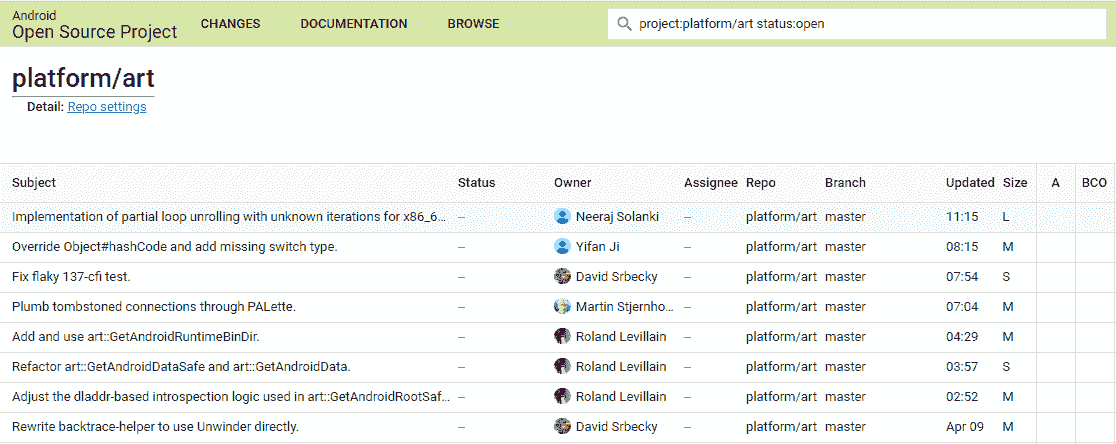 Android
Open Source Project
CHANGES DOCUMENTATION BROWSE
project:platform/art status:open
platform/art
Detail: Repo settings
Subject Status Owner Assignee Repo Branch Updated Size A BCO
Implementation of partial loop unrolling with unknown iterations for x86_6... – Neeraj Solanki – platform/art master 11:15 L
Override Object#hashCode and add missing switch type. – Yifan Ji – platform/art master 08:15 M
Fix flaky 137-cfi test. – David Srbecky – platform/art master 07:54 S
Plumb tombstoned connections through PALette. – Martin Stjernho... – platform/art master 07:04 M
Add and use art::GetAndroidRuntimeBinDir. – Roland Levillain – platform/art master 04:29 M
Refactor art::GetAndroidDataSafe and art::GetAndroidData. – Roland Levillain – platform/art master 03:57 S
Adjust the dladdr-based introspection logic used in art::GetAndroidRootSaf... – Roland Levillain – platform/art master 02:52 M
Rewrite backtrace-helper to use Unwinder directly. – David Srbecky – platform/art master Apr 09 M